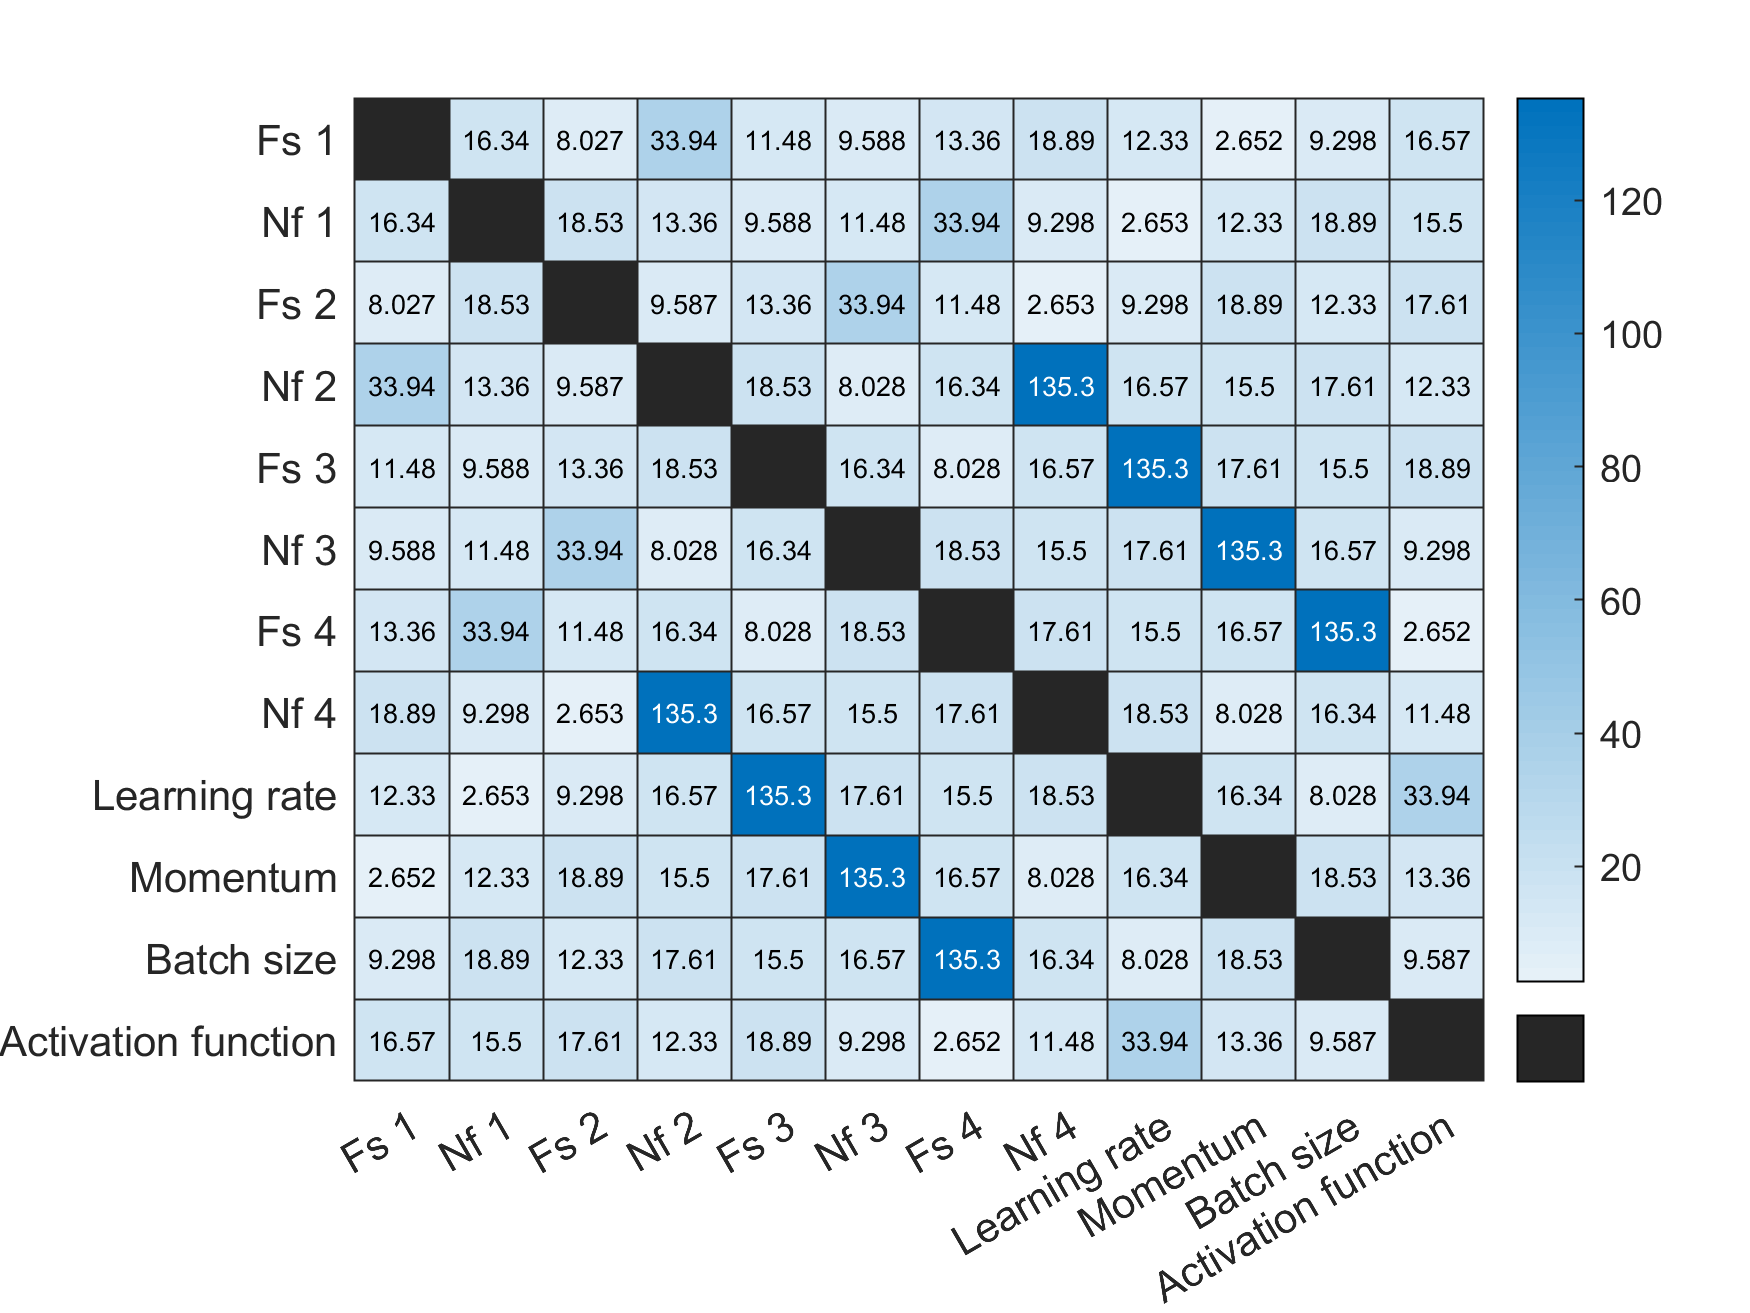 Fs 1 16.34 8.027 33.94 11.48 9.588 13.36 18.89 12.33 2.652 9.298 16.57
Nf 1 16.34 18.53 13.36 9.588 11.48 33.94 9.298 2.653 12.33 18.89 15.5
Fs 2 8.027 18.53 9.587 13.36 33.94 11.48 2.653 9.298 18.89 12.33 17.61
Nf 2 33.94 13.36 9.587 18.53 8.028 16.34 135.3 16.57 15.5 17.61 12.33
Fs 3 11.48 9.588 13.36 18.53 16.34 8.028 16.57 135.3 17.61 15.5 18.89
Nf 3 9.588 11.48 33.94 8.028 16.34 18.53 15.5 17.61 135.3 16.57 9.298
Fs 4 13.36 33.94 11.48 16.34 8.028 18.53 17.61 15.5 16.57 135.3 2.652
Nf 4 18.89 9.298 2.653 135.3 16.57 15.5 17.61 18.53 8.028 16.34 11.48
Learning rate 12.33 2.653 9.298 16.57 135.3 17.61 15.5 18.53 16.34 8.028 33.94
Momentum 2.652 12.33 18.89 15.5 17.61 135.3 16.57 8.028 16.34 18.53 13.36
Batch size 9.298 18.89 12.33 17.61 15.5 16.57 135.3 16.34 8.028 18.53 9.587
Activation function 16.57 15.5 17.61 12.33 18.89 9.298 2.652 11.48 33.94 13.36 9.587
Fs 1
Nf 1
Fs 2
Nf 2
Fs 3
Nf 3
Fs 4
Nf 4
Learning rate
Momentum
Batch size
Activation function
120
100
80
60
40
20